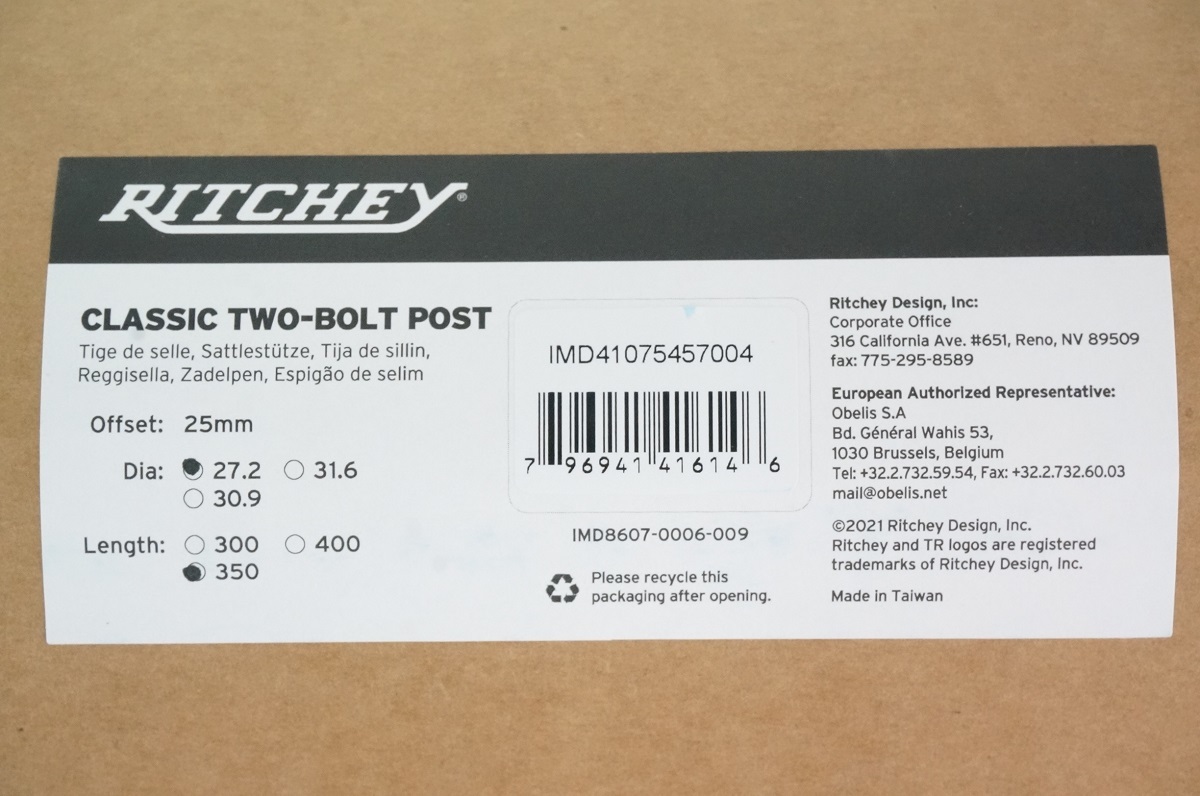 RITCHEY®
CLASSIC TWO-BOLT POST
Tige de selle, Sattlestütze, Tija de sillin,
Reggisella, Zadelpen, Espigão de selim
Offset: 25mm
Dia: 27.2 31.6
30.9
Length: 300 400
350
IMD41075457004
7 96941 41614 6
IMD8607-0006-009
Please recycle this
packaging after opening.
Ritchey Design, Inc:
Corporate Office
316 California Ave. #651, Reno, NV 89509
fax: 775-295-8589
European Authorized Representative:
Obelis S.A
Bd. Général Wahis 53,
1030 Brussels, Belgium
Tel: +32.2.732.59.54, Fax: +32.2.732.60.03
mail@obelis.net
©2021 Ritchey Design, Inc.
Ritchey and TR logos are registered
trademarks of Ritchey Design, Inc.
Made in Taiwan